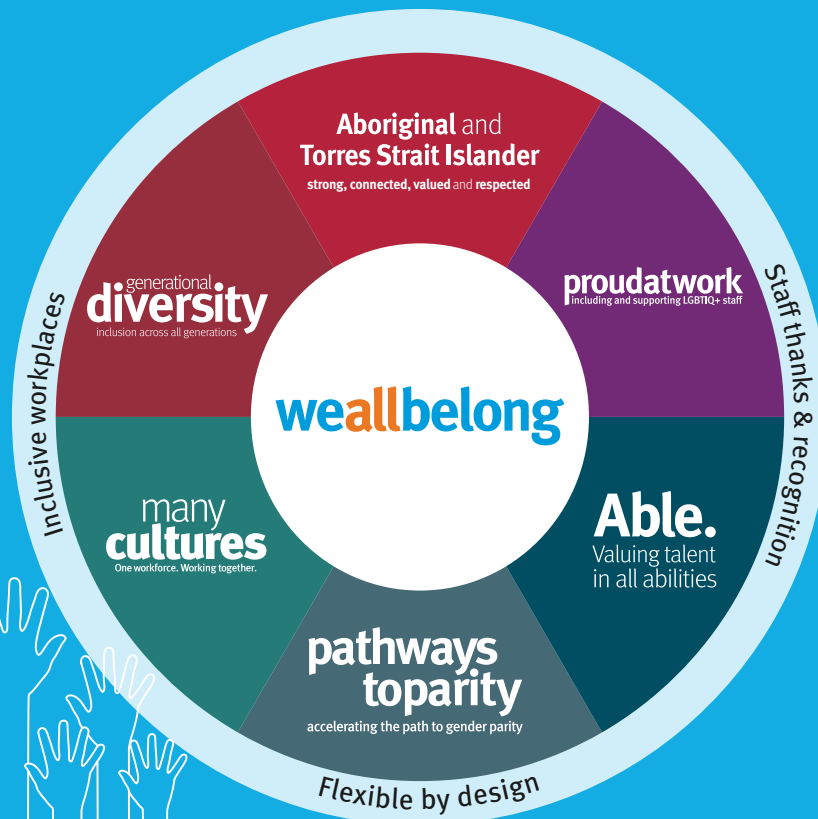 Aboriginal and
Torres Strait Islander
strong, connected, valued and respected
proudatwork
including and supporting LGBTIQ+ staff
Able.
Valuing talent
in all abilities
pathways
toparity
accelerating the path to gender parity
many
cultures
One workforce. Working together.
generational
diversity
inclusion across all generations
weallbelong
Inclusive workplaces
Staff thanks & recognition
Flexible by design